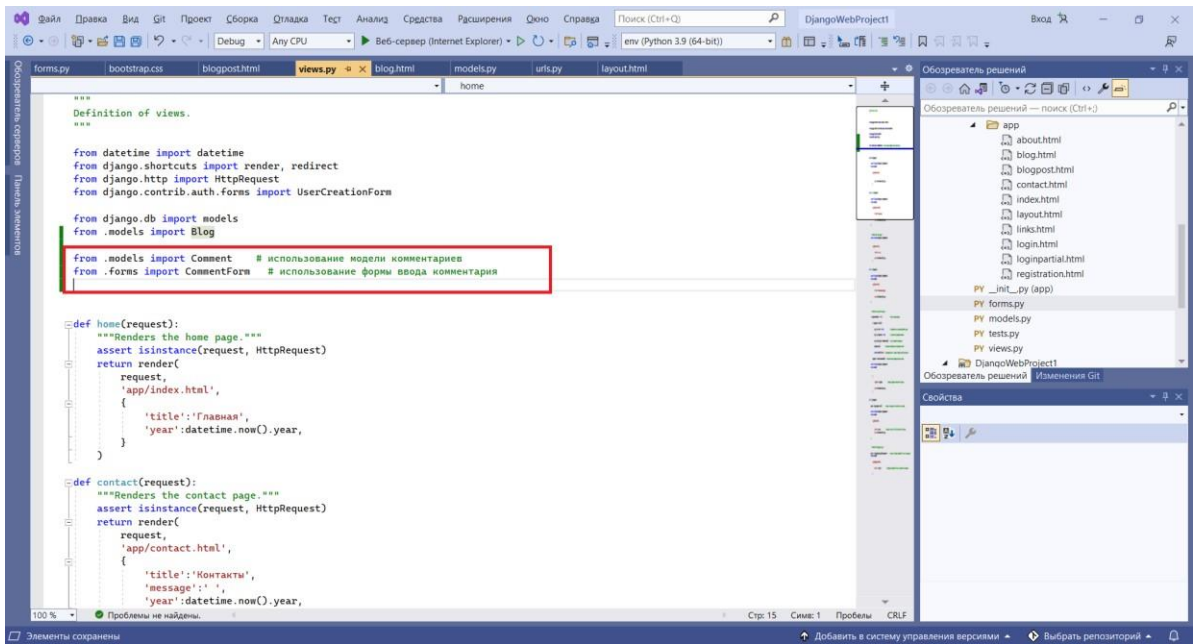 Файл Правка Вид Git Проект Сборка Отладка Тест Анализ Средства Расширения Окно Справка Поиск (Ctrl+Q) DjangoWebProject1 Вход
Debug Any CPU Веб-сервер (Internet Explorer) env (Python 3.9 (64-bit))
Обозреватель серверов
Панель элементов
forms.py bootstrap.css blogpost.html views.py blog.html models.py urls.py layout.html
home
"""
Definition of views.
"""
from datetime import datetime
from django.shortcuts import render, redirect
from django.http import HttpRequest
from django.contrib.auth.forms import UserCreationForm
from django.db import models
from .models import Blog
from .models import Comment # использование модели комментариев
from .forms import CommentForm # использование формы ввода комментария
def home(request):
"""Renders the home page."""
assert isinstance(request, HttpRequest)
return render(
request,
'app/index.html',
{
'title':'Главная',
'year':datetime.now().year,
}
)
def contact(request):
"""Renders the contact page."""
assert isinstance(request, HttpRequest)
return render(
request,
'app/contact.html',
{
'title':'Контакты',
'message':' ',
'year':datetime.now().year,
100 % Проблемы не найдены. Стр: 15 Симв: 1 Пробелы CRLF
Обозреватель решений
Обозреватель решений — поиск (Ctrl+;)
app
about.html
blog.html
blogpost.html
contact.html
index.html
layout.html
links.html
login.html
loginpartial.html
registration.html
PY __init__.py (app)
PY forms.py
PY models.py
PY tests.py
PY views.py
DjangoWebProject1
Обозреватель решений Изменения Git
Свойства
Элементы сохранены Добавить в систему управления версиями Выбрать репозиторий